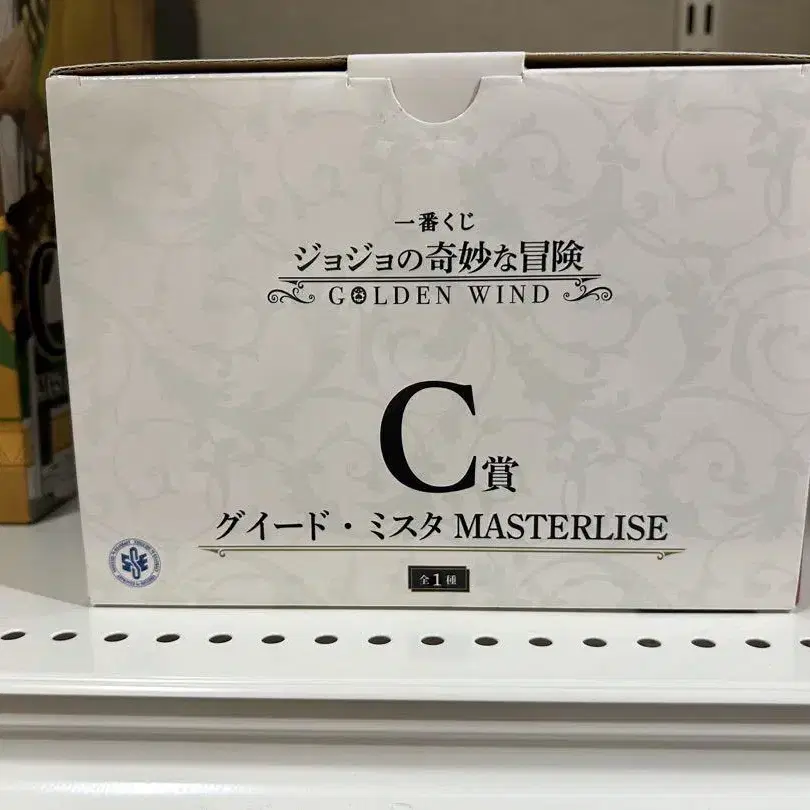 一番くじ
ジョジョの奇妙な冒険
GOLDEN WIND
C賞
グイード・ミスタ MASTERLISE
全1種